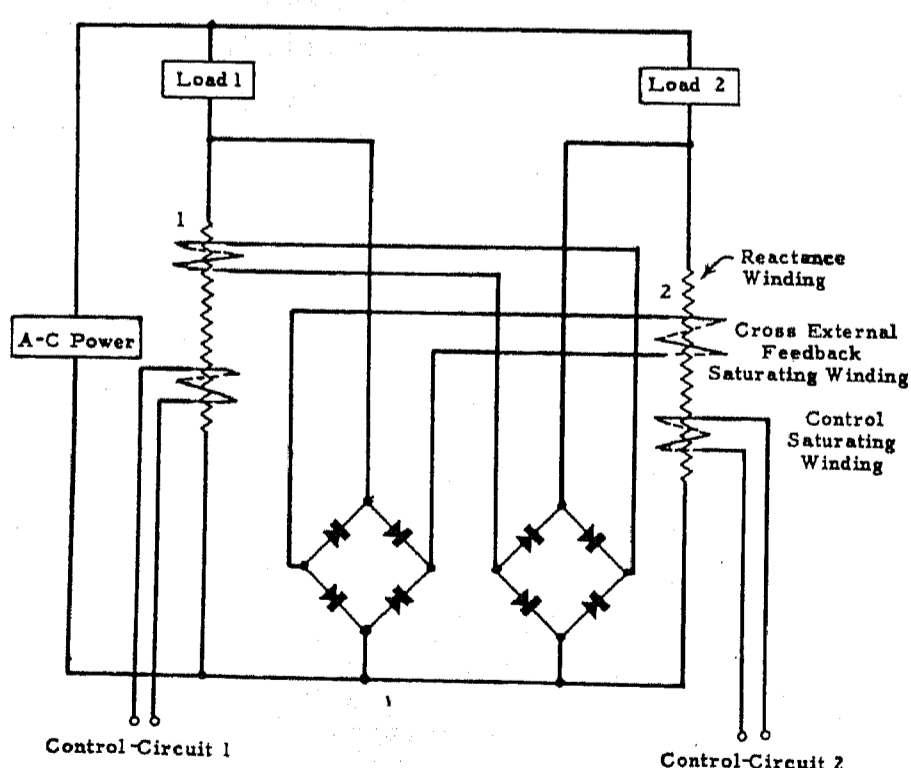 Load 1
Load 2
1
Reactance
Winding
2
A-C Power
Cross External
Feedback
Saturating Winding
Control
Saturating
Winding
Control-Circuit 1
Control-Circuit 2